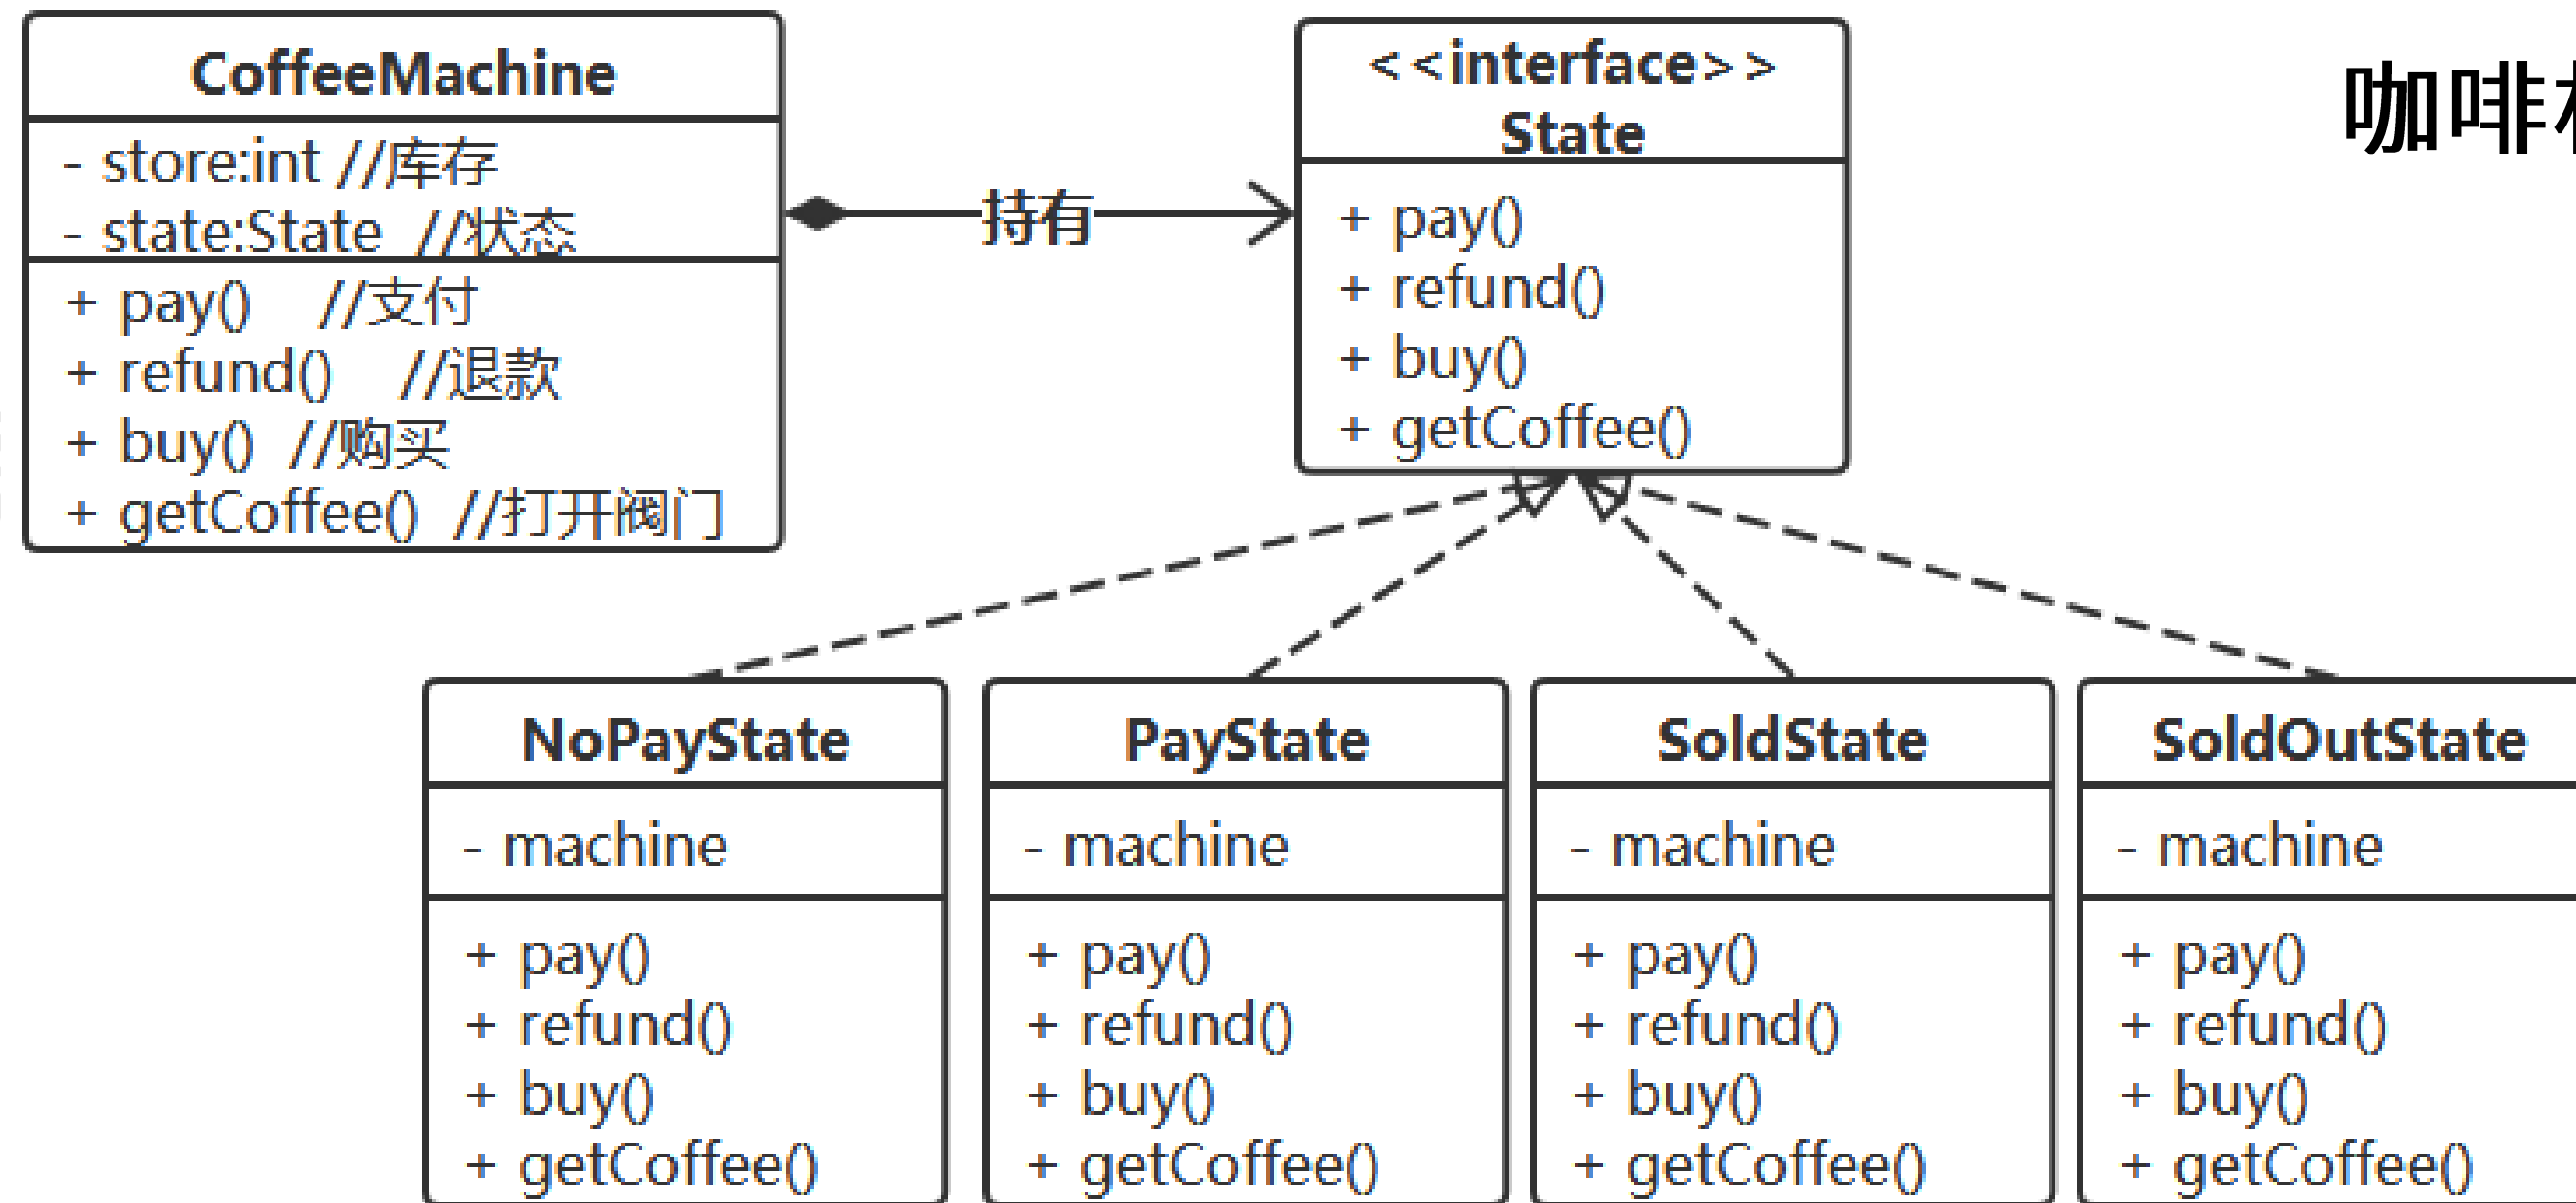 CoffeeMachine
- store:int //库存
- state:State //状态
+ pay() //支付
+ refund() //退款
+ buy() //购买
+ getCoffee() //打开阀门
持有
<<interface>>
State
+ pay()
+ refund()
+ buy()
+ getCoffee()
咖啡
NoPayState
- machine
+ pay()
+ refund()
+ buy()
+ getCoffee()
PayState
- machine
+ pay()
+ refund()
+ buy()
+ getCoffee()
SoldState
- machine
+ pay()
+ refund()
+ buy()
+ getCoffee()
SoldOutState
- machine
+ pay()
+ refund()
+ buy()
+ getCoffee()